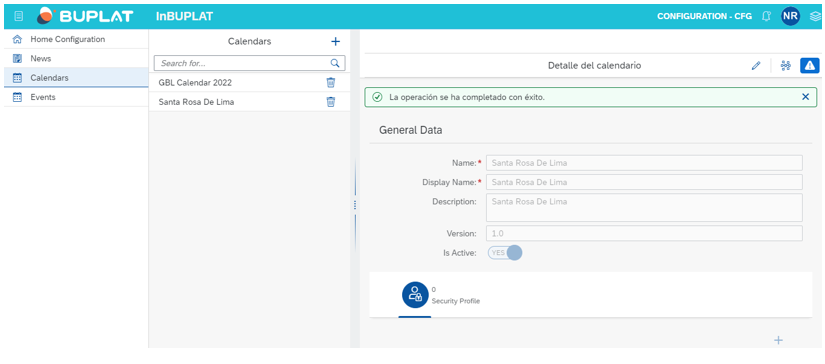 BUPLAT
InBUPLAT
CONFIGURATION - CFG
NR
Home Configuration
News
Calendars
Events
Calendars
Search for...
GBL Calendar 2022
Santa Rosa De Lima
Detalle del calendario
La operación se ha completado con éxito.
General Data
Name:* Santa Rosa De Lima
Display Name:* Santa Rosa De Lima
Description: Santa Rosa De Lima
Version: 1.0
Is Active: YES
0
Security Profile